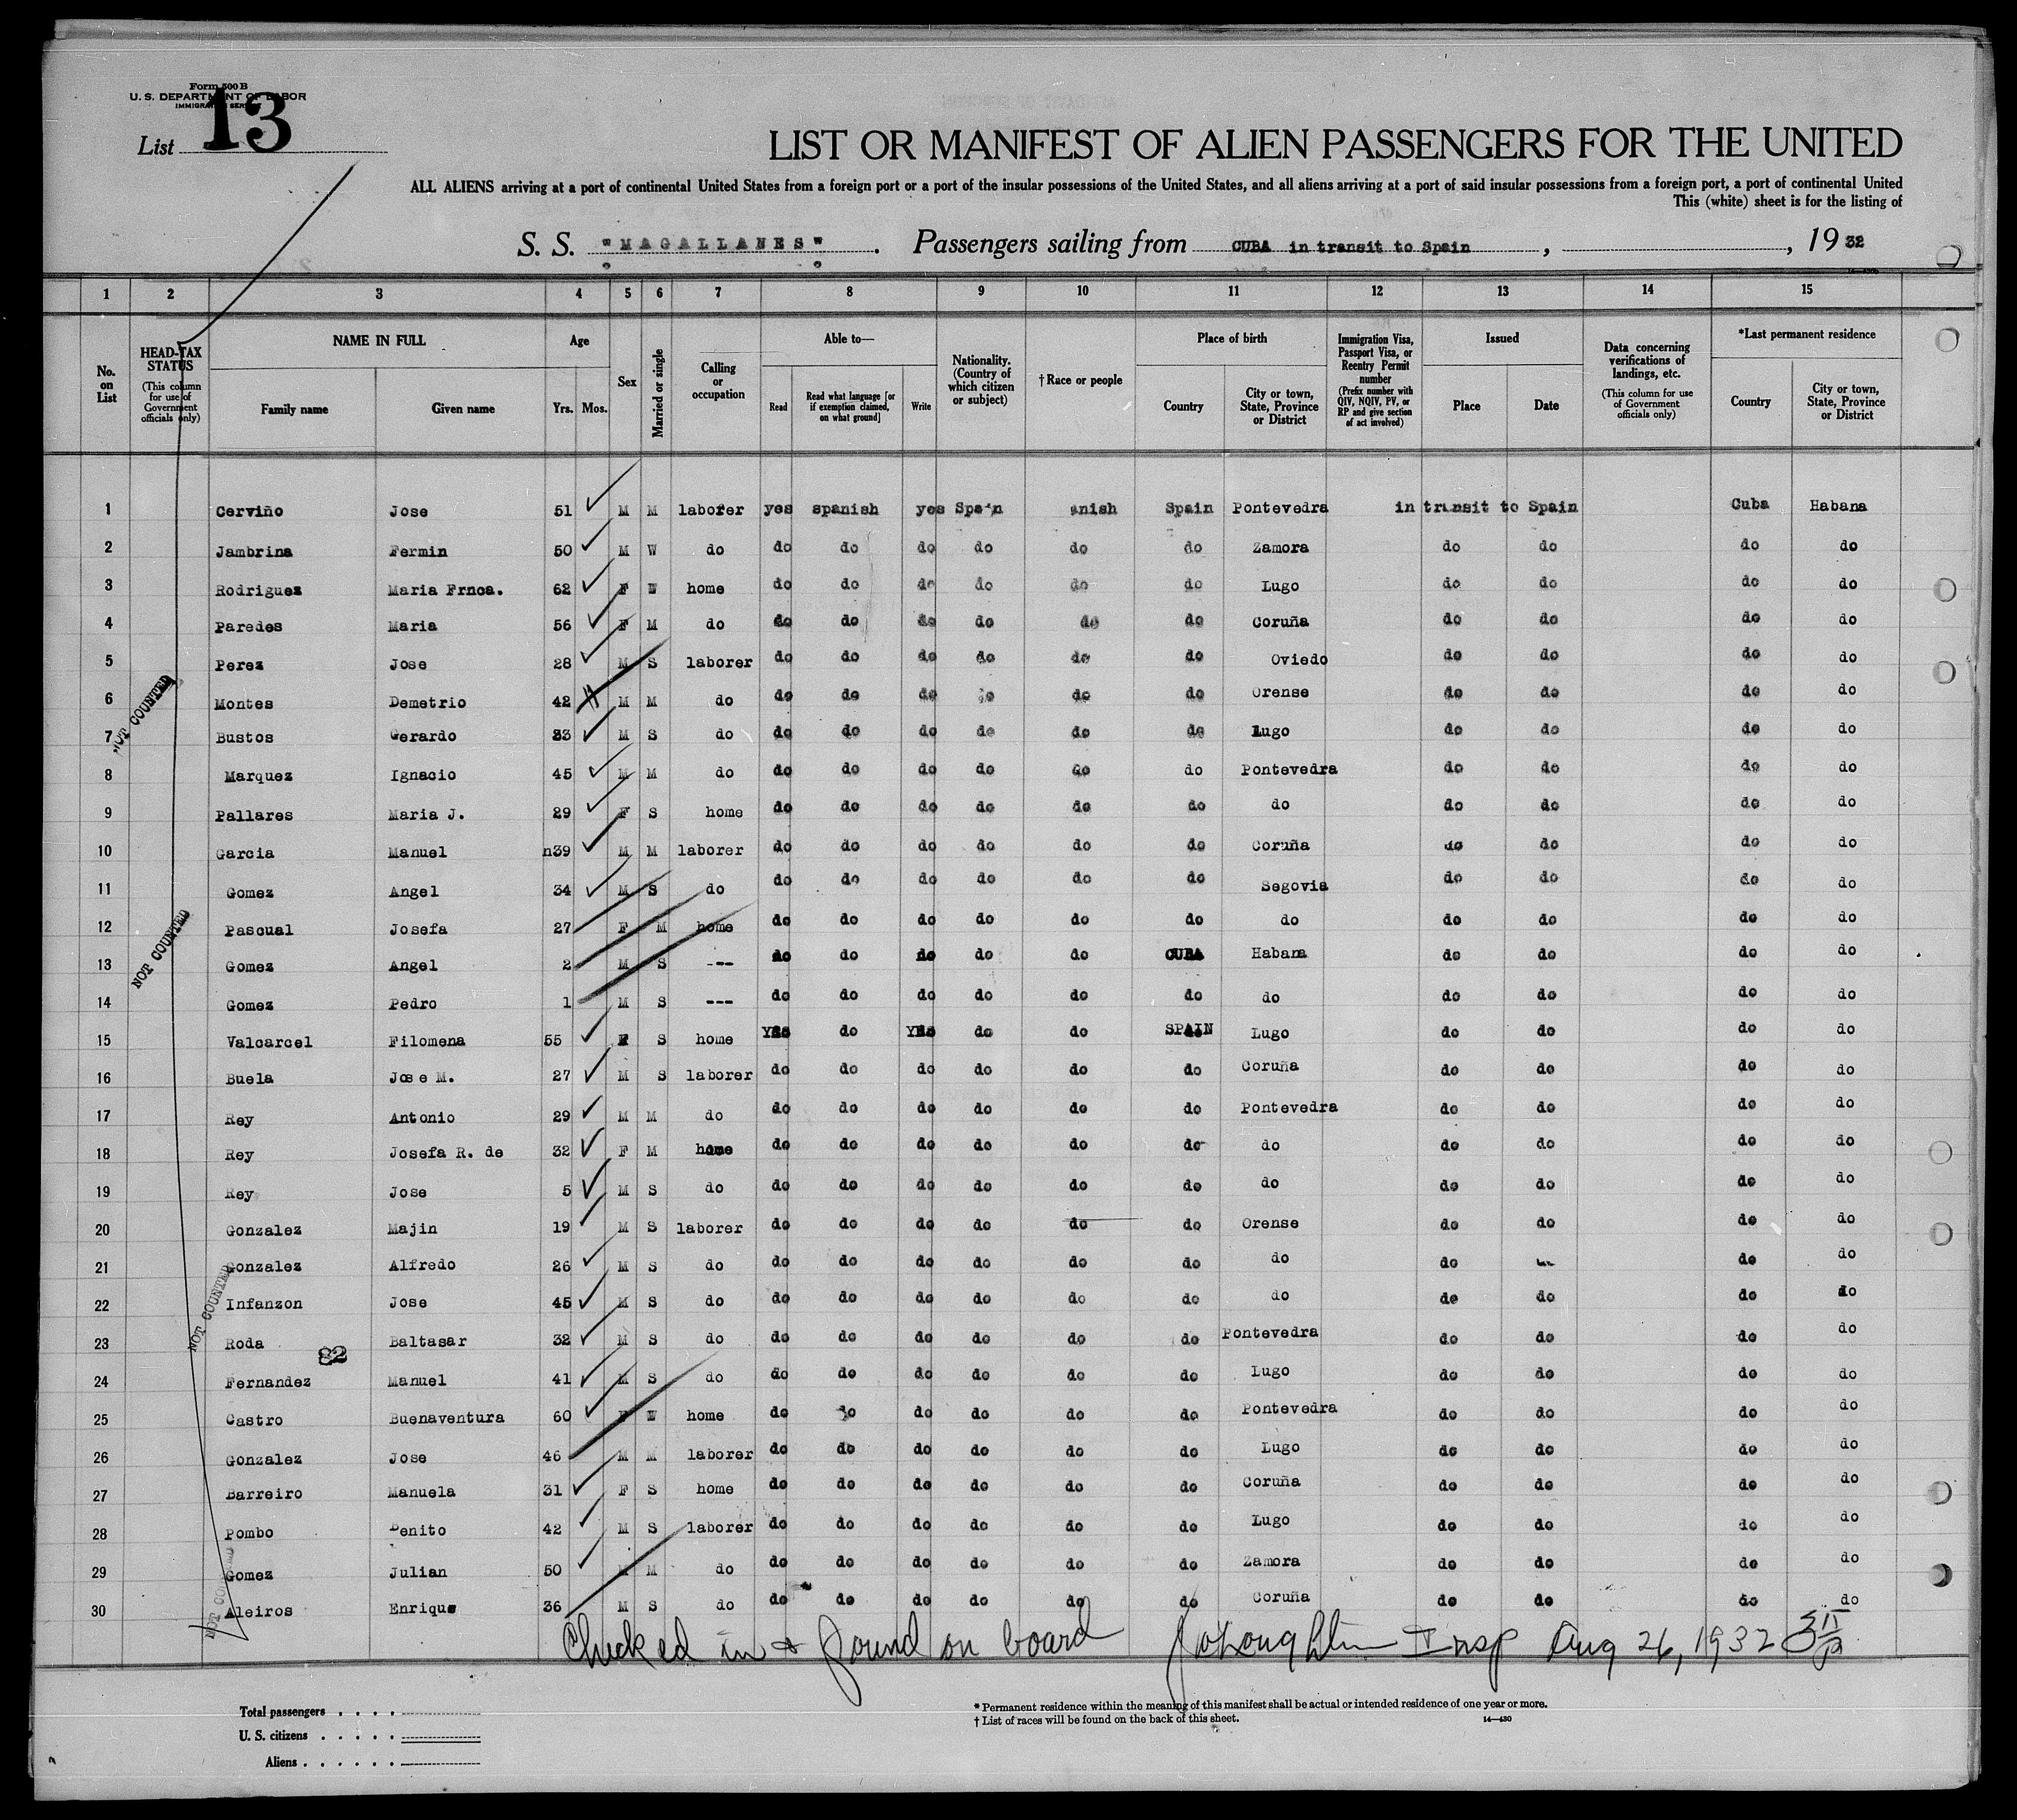 Form 500 B
U. S. DEPARTMENT OF LABOR
IMMIGRATION SERVICE
List 13
LIST OR MANIFEST OF ALIEN PASSENGERS FOR THE UNITED
ALL ALIENS arriving at a port of continental United States from a foreign port or a port of the insular possessions of the United States, and all aliens arriving at a port of said insular possessions from a foreign port, a port of continental United
This (white) sheet is for the listing of
S. S. "MAGALLANES". Passengers sailing from CUBA in transit to Spain, , 19 32
1 2 3 4 5 6 7 8 9 10 11 12 13 14 15
No. on List
HEAD-TAX STATUS (This column for use of Government officials only)
NAME IN FULL Family name Given name
Age Yrs. Mos.
Sex
Married or single
Calling or occupation
Able to— Read Read what language [or if exemption claimed, on what ground] Write
Nationality. (Country of which citizen or subject)
† Race or people
Place of birth Country City or town, State, Province or District
Immigration Visa, Passport Visa, or Reentry Permit number (Prefix number with QIV, NQIV, PV, or RP and give section of act involved)
Issued Place Date
Data concerning verifications of landings, etc. (This column for use of Government officials only)
*Last permanent residence Country City or town, State, Province or District
1 Cerviño Jose 51 M M laborer yes spanish yes Spain anish Spain Pontevedra in transit to Spain Cuba Habana
2 Jambrina Fermin 50 M W do do do do do do do Zamora do do do do
3 Rodriguez Maria Frnca. 62 F W home do do do do do do Lugo do do do do
4 Paredes Maria 56 F M do do do do do do do Coruña do do do do
5 Perez Jose 28 M S laborer do do do do do do Oviedo do do do do
6 Montes Demetrio 42 M M do do do do do do do Orense do do do do
7 Bustos Gerardo 33 M S do do do do do do do Lugo do do do do
8 Marquez Ignacio 45 M M do do do do do do do Pontevedra do do do do
9 Pallares Maria J. 29 F S home do do do do do do do do do do do
10 Garcia Manuel n39 M M laborer do do do do do do Coruña do do do do
11 Gomez Angel 34 M S do do do do do do do Segovia do do do do
12 Pascual Josefa 27 F M home do do do do do do do do do do do
13 Gomez Angel 2 M S --- do do do do do CUBA Habana do do do do
14 Gomez Pedro 1 M S --- do do do do do do do do do do do
15 Valcarcel Filomena 55 F S home YES do YES do do SPAIN Lugo do do do do
16 Buela Jose M. 27 M S laborer do do do do do do Coruña do do do do
17 Rey Antonio 29 M M do do do do do do do Pontevedra do do do do
18 Rey Josefa R. de 32 F M home do do do do do do do do do do do
19 Rey Jose 5 M S do do do do do do do do do do do do
20 Gonzalez Majin 19 M S laborer do do do do do do Orense do do do do
21 Gonzalez Alfredo 26 M S do do do do do do do do do do do
22 Infanzon Jose 45 M S do do do do do do do do do do do do
23 Roda Baltasar 32 M S do do do do do do do Pontevedra do do do do
82
24 Fernandez Manuel 41 M S do do do do do do do Lugo do do do do
25 Castro Buenaventura 60 F W home do do do do do do Pontevedra do do do do
26 Gonzalez Jose 46 M M laborer do do do do do do Lugo do do do do
27 Barreiro Manuela 31 F S home do do do do do do Coruña do do do do
28 Pombo Benito 42 M S laborer do do do do do do Lugo do do do do
29 Gomez Julian 50 M M do do do do do do do Zamora do do do do
30 Aleiros Enrique 36 M S do do do do do do do Coruña do do do do
NOT COUNTED
NOT COUNTED
NOT COUNTED
NOT COUNTED
Checked in & found on board Insp Aug 26, 1932
Total passengers . . . .
U. S. citizens . . . . .
Aliens . . . . . . .
* Permanent residence within the meaning of this manifest shall be actual or intended residence of one year or more.
† List of races will be found on the back of this sheet.
14—430